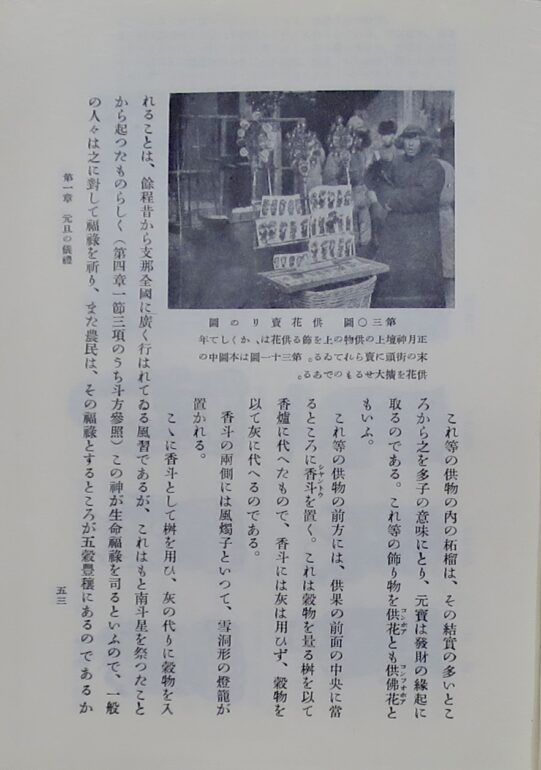 第三〇圖　供花賣りの圖
正月神壇上の供物の上を飾る供花は、かくして年
末の街頭に賣られてゐる。第三十一圖は本圖中の
供花を擴大せるものである。
これ等の供物の内の柘榴は、その結實の多いとこ
ろから之を多子の意味にとり、元寳は發財の緣起に
取るのである。これ等の飾り物を供花とも供佛花と
もいふ。
これ等の供物の前方には、供果の前面の中央に當
るところに香斗を置く。これは穀物を量る桝を以て
香爐に代へたもので、香斗には灰は用ひず、穀物を
以て灰に代へるのである。
香斗の兩側には風燭子といつて、雪洞形の燈籠が
置かれる。
こゝに香斗として桝を用ひ、灰の代りに穀物を入
れることは、餘程昔から支那全國に廣く行はれてゐる風習であるが、これはもと南斗星を祭つたこと
から起つたものらしく（第四章一節三項のうち斗方參照）この神が生命福祿を司るといふので、一般
の人々は之に對して福祿を祈り、また農民は、その福祿とするところが五穀豐穰にあるのであるか
第一章　元旦の儀禮
五三